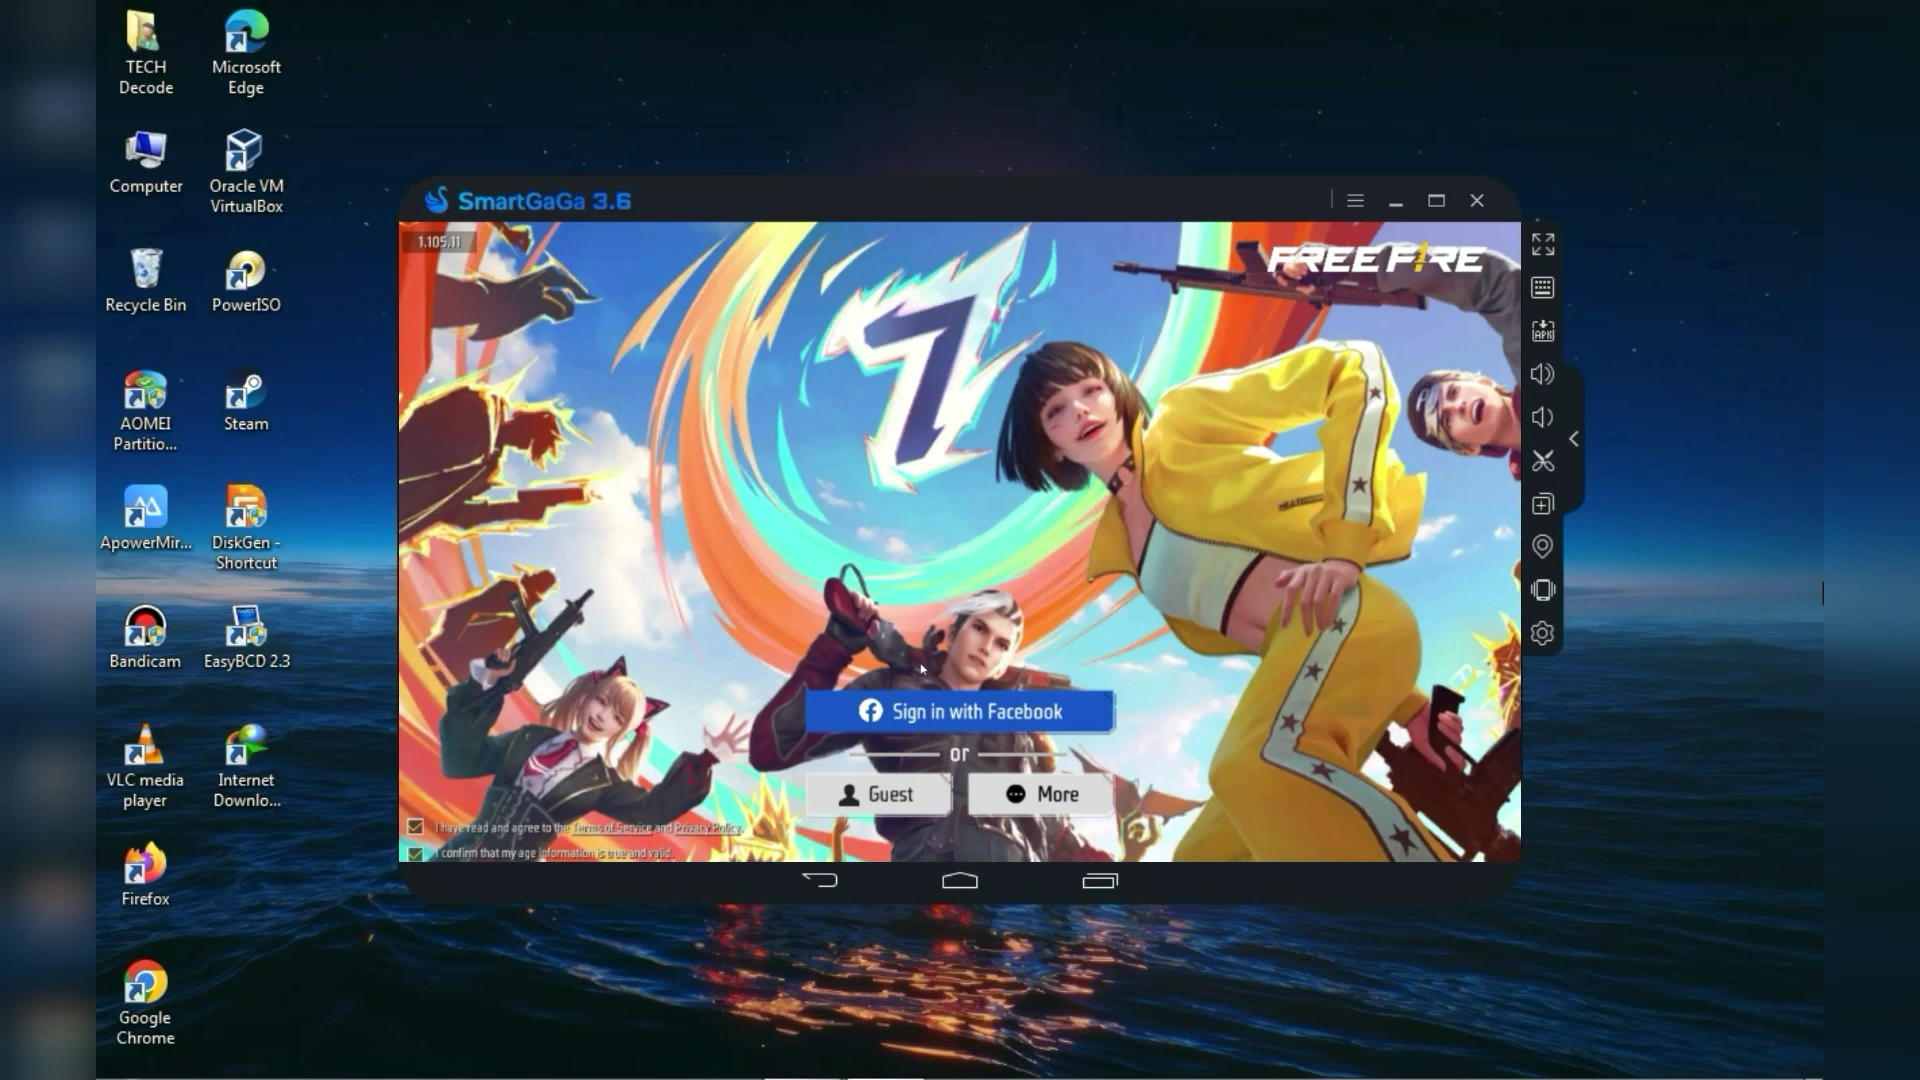 TECH
Decode
Microsoft
Edge
Computer
Oracle VM
VirtualBox
Recycle Bin
PowerISO
AOMEI
Partitio...
Steam
ApowerMir...
DiskGen -
Shortcut
Bandicam
EasyBCD 2.3
VLC media
player
Internet
Downlo...
Firefox
Google
Chrome
SmartGaGa 3.6
1.105.11
FREE FIRE
7
APK
Sign in with Facebook
or
Guest
More
I have read and agree to the Terms of Service and Privacy Policy.
I confirm that my age information is true and valid.